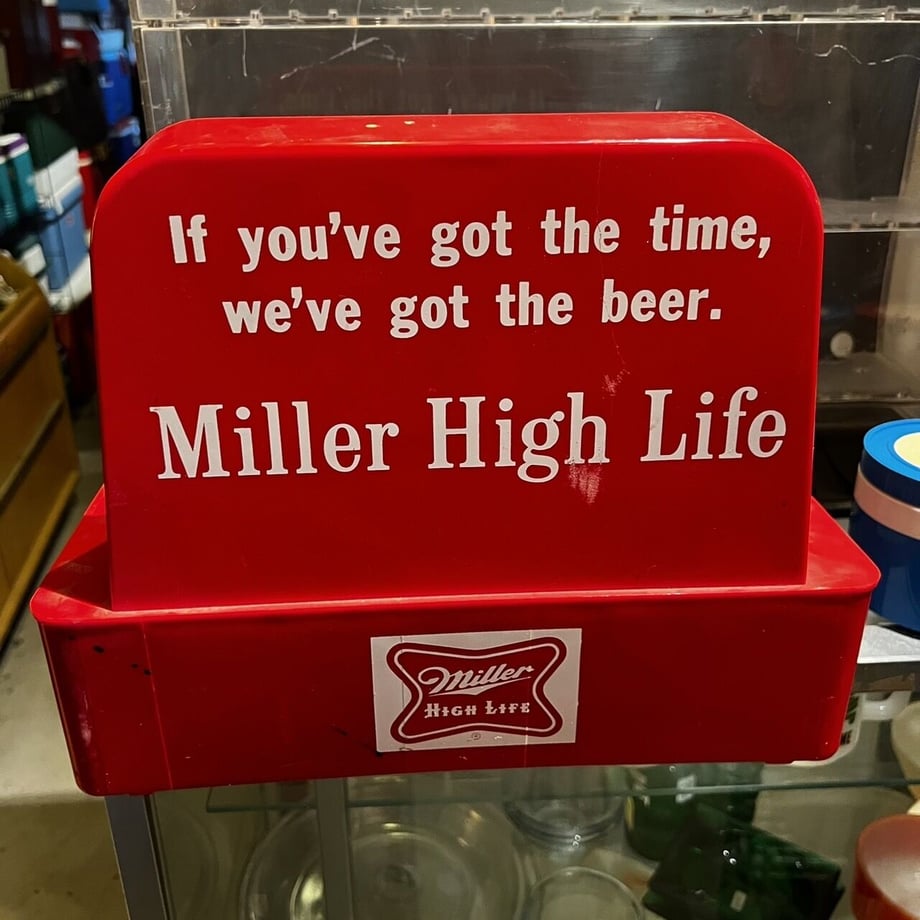 If you've got the time,
we've got the beer.
Miller High Life
Miller
HIGH LIFE